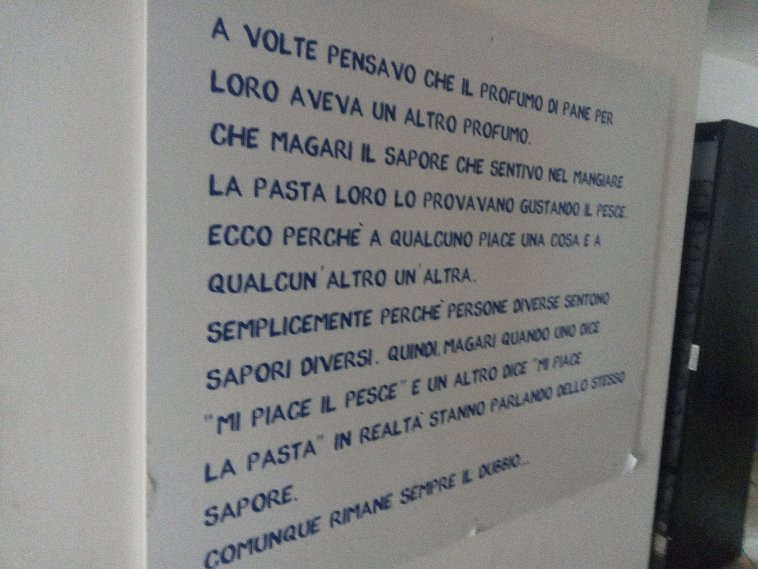 A VOLTE PENSAVO CHE IL PROFUMO DI PANE PER
LORO AVEVA UN ALTRO PROFUMO.
CHE MAGARI IL SAPORE CHE SENTIVO NEL MANGIARE
LA PASTA LORO LO PROVAVANO GUSTANDO IL PESCE.
ECCO PERCHE' A QUALCUNO PIACE UNA COSA E A
QUALCUN'ALTRO UN'ALTRA.
SEMPLICEMENTE PERCHE' PERSONE DIVERSE SENTONO
SAPORI DIVERSI. QUINDI, MAGARI QUANDO UNO DICE
"MI PIACE IL PESCE" E UN ALTRO DICE "MI PIACE
LA PASTA" IN REALTA' STANNO PARLANDO DELLO STESSO
SAPORE.
COMUNQUE RIMANE SEMPRE IL DUBBIO...